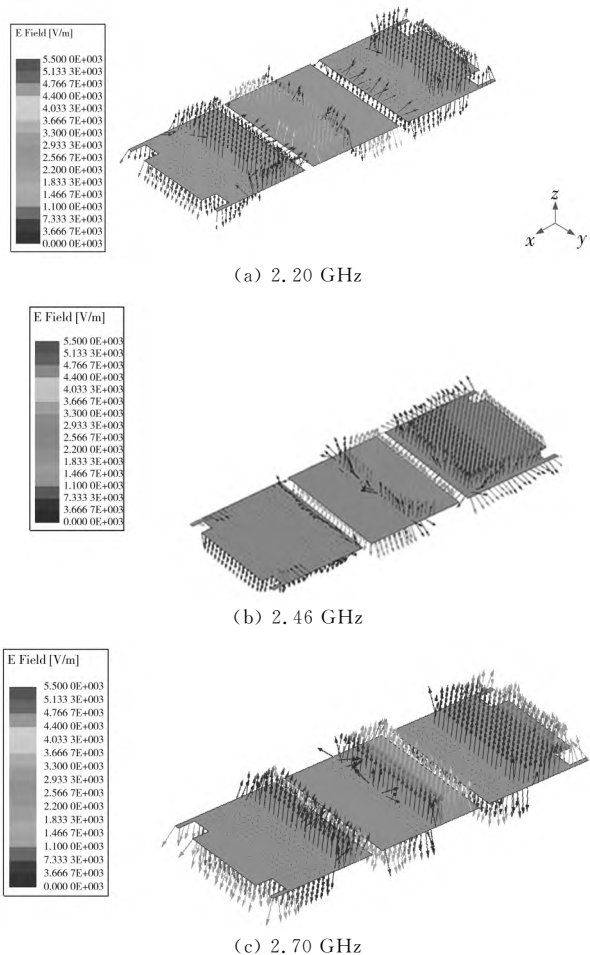 E Field [V/m]
5.500 0E+003
5.133 3E+003
4.766 7E+003
4.400 0E+003
4.033 3E+003
3.666 7E+003
3.300 0E+003
2.933 3E+003
2.566 7E+003
2.200 0E+003
1.833 3E+003
1.466 7E+003
1.100 0E+003
7.333 3E+003
3.666 7E+003
0.000 0E+003
z
x
y
(a) 2.20 GHz
E Field [V/m]
5.500 0E+003
5.133 3E+003
4.766 7E+003
4.400 0E+003
4.033 3E+003
3.666 7E+003
3.300 0E+003
2.933 3E+003
2.566 7E+003
2.200 0E+003
1.833 3E+003
1.466 7E+003
1.100 0E+003
7.333 3E+003
3.666 7E+003
0.000 0E+003
(b) 2.46 GHz
E Field [V/m]
5.500 0E+003
5.133 3E+003
4.766 7E+003
4.400 0E+003
4.033 3E+003
3.666 7E+003
3.300 0E+003
2.933 3E+003
2.566 7E+003
2.200 0E+003
1.833 3E+003
1.466 7E+003
1.100 0E+003
7.333 3E+003
3.666 7E+003
0.000 0E+003
(c) 2.70 GHz